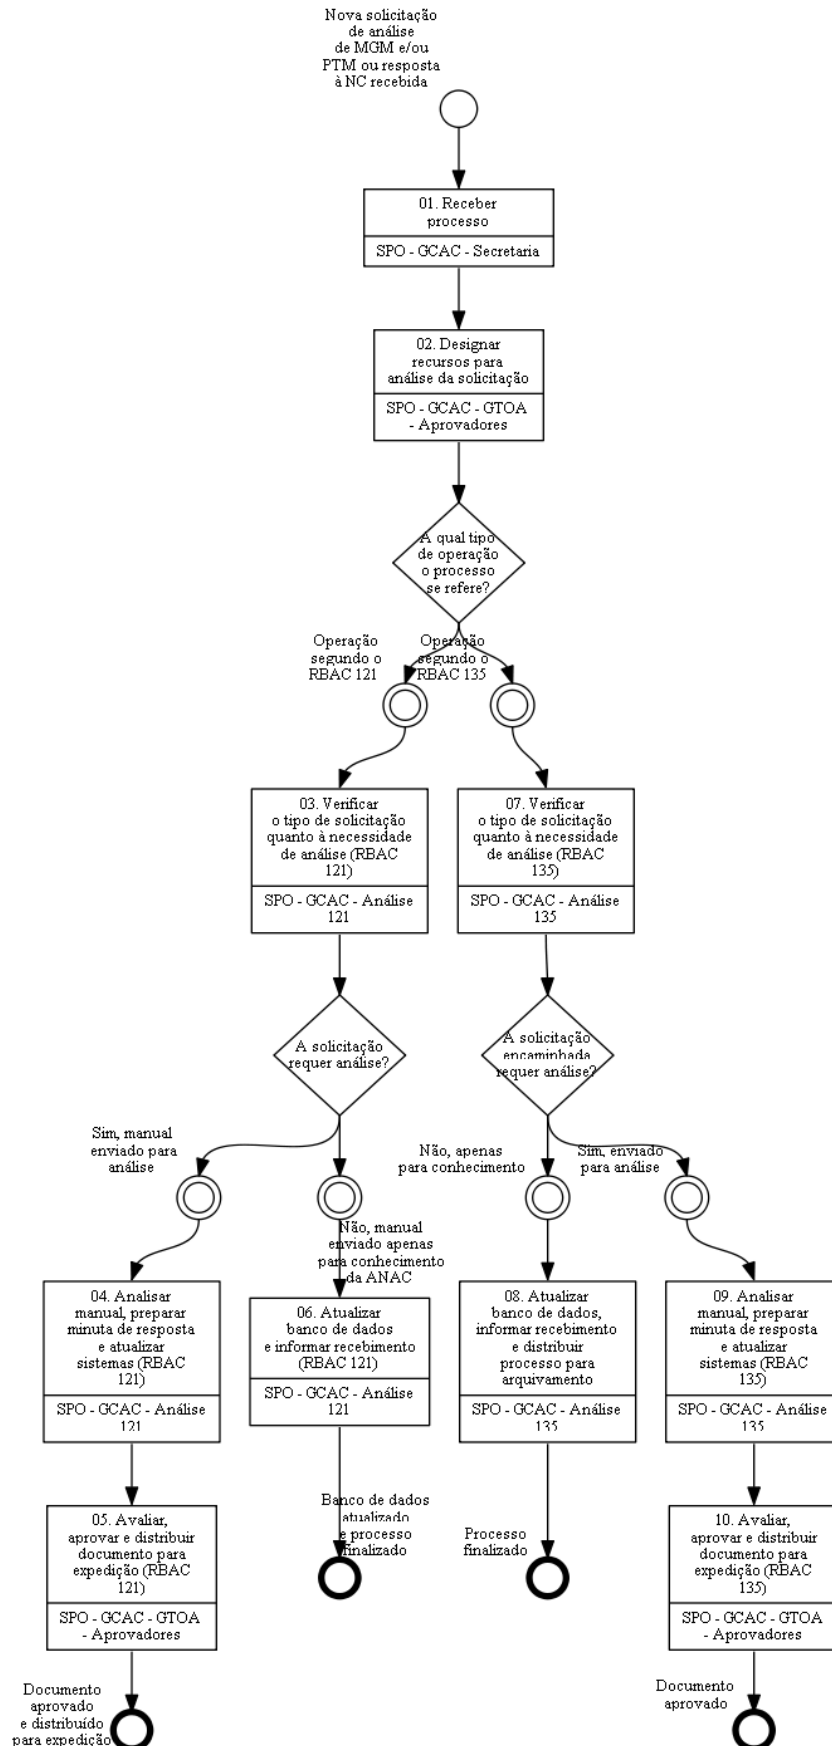 Nova solicitação
de análise
de MGM e/ou
PTM ou resposta
à NC recebida
01. Receber
processo
SPO - GCAC - Secretaria
02. Designar
recursos para
análise da solicitação
SPO - GCAC - GTOA
- Aprovadores
A qual tipo
de operação
o processo
se refere?
Operação
segundo o
RBAC 121
Operação
segundo o
RBAC 135
03. Verificar
o tipo de solicitação
quanto à necessidade
de análise (RBAC
121)
SPO - GCAC - Análise
121
07. Verificar
o tipo de solicitação
quanto à necessidade
de análise (RBAC
135)
SPO - GCAC - Análise
135
A solicitação
requer análise?
A solicitação
encaminhada
requer análise?
Sim, manual
enviado para
análise
Não, manual
enviado apenas
para conhecimento
da ANAC
Não, apenas
para conhecimento
Sim, enviado
para análise
04. Analisar
manual, preparar
minuta de resposta
e atualizar
sistemas (RBAC
121)
SPO - GCAC - Análise
121
06. Atualizar
banco de dados
e informar recebimento
(RBAC 121)
SPO - GCAC - Análise
121
08. Atualizar
banco de dados,
informar recebimento
e distribuir
processo para
arquivamento
SPO - GCAC - Análise
135
09. Analisar
manual, preparar
minuta de resposta
e atualizar
sistemas (RBAC
135)
SPO - GCAC - Análise
135
05. Avaliar,
aprovar e distribuir
documento para
expedição (RBAC
121)
SPO - GCAC - GTOA
- Aprovadores
Banco de dados
atualizado
e processo
finalizado
Processo
finalizado
10. Avaliar,
aprovar e distribuir
documento para
expedição (RBAC
135)
SPO - GCAC - GTOA
- Aprovadores
Documento
aprovado
e distribuído
para expedição
Documento
aprovado